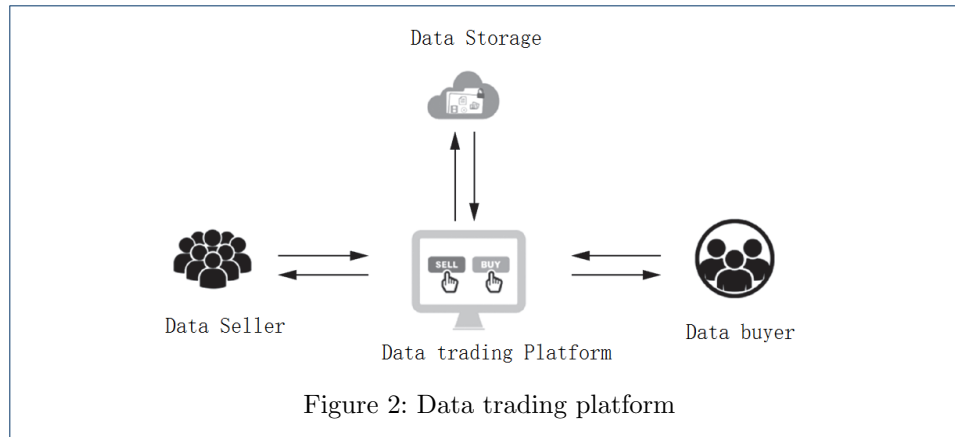 Data Storage
SELL BUY
Data Seller
Data buyer
Data trading Platform
Figure 2: Data trading platform